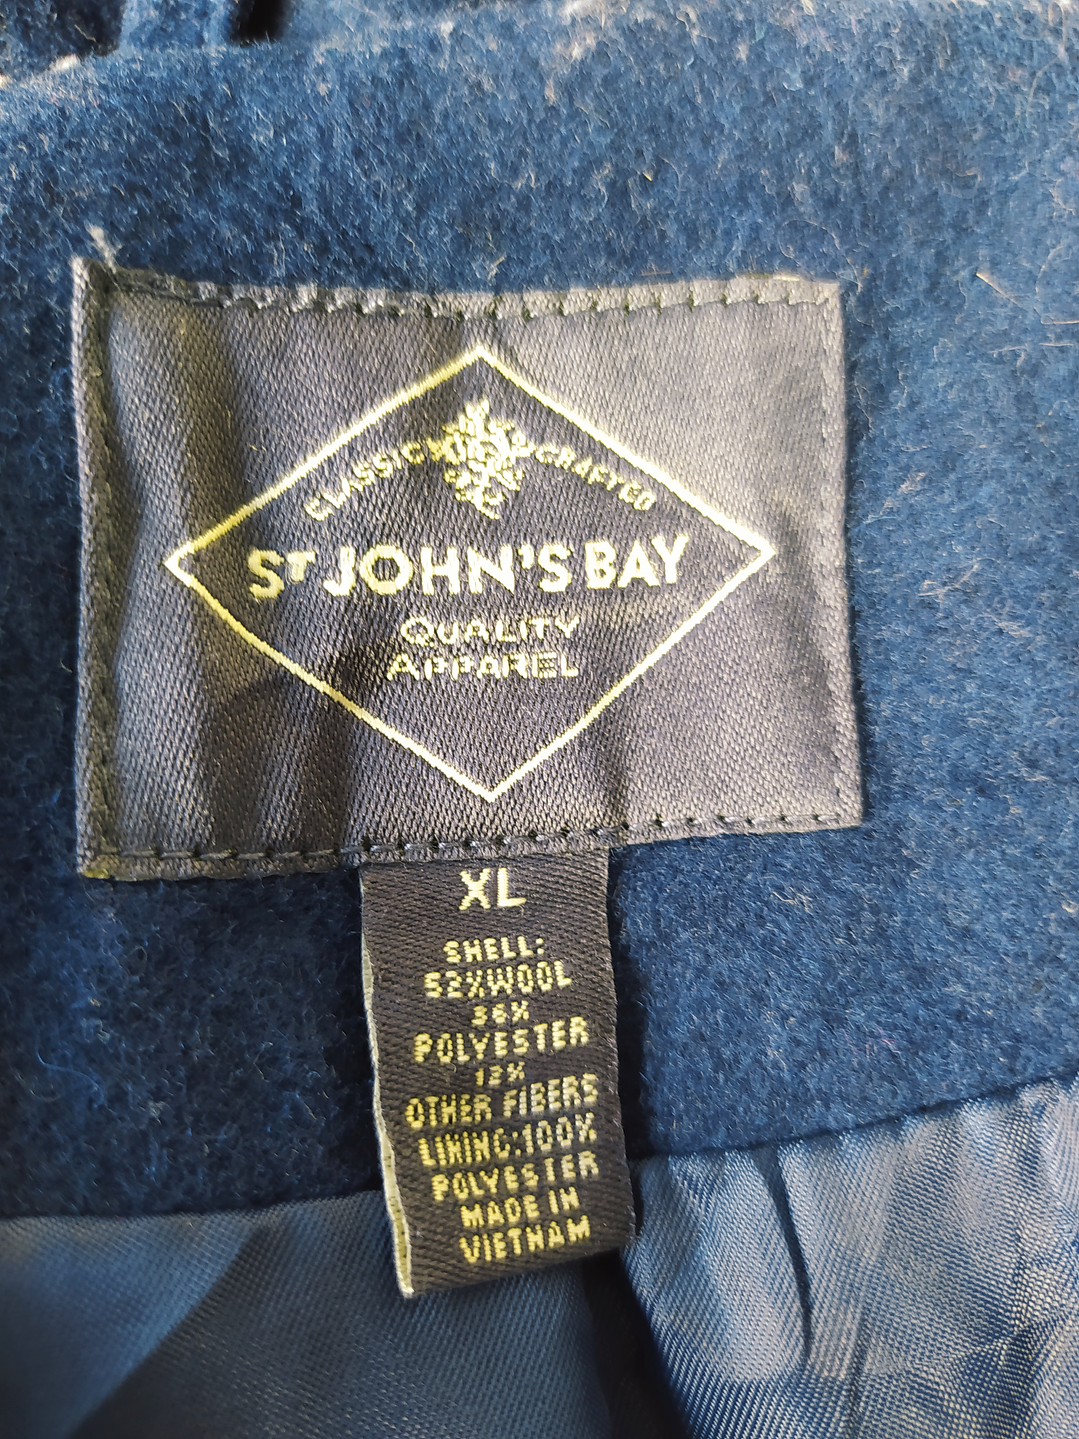 CLASSICLY CRAFTED
ST JOHN'S BAY
QUALITY
APPAREL
XL
SHELL:
52%WOOL
36%
POLYESTER
12%
OTHER FIBERS
LINING:100%
POLYESTER
MADE IN
VIETNAM